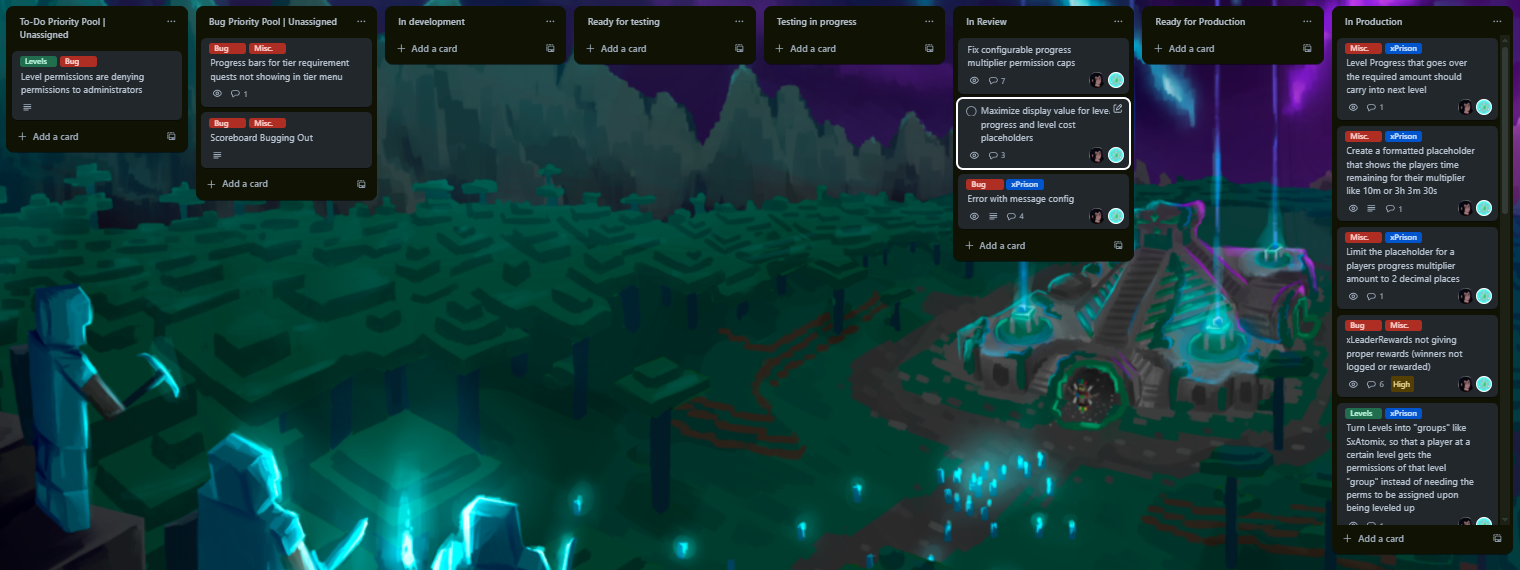 To-Do Priority Pool |
Unassigned
Levels Bug
Level permissions are denying
permissions to administrators
Add a card
Bug Priority Pool | Unassigned
Bug Misc.
Progress bars for tier requirement
quests not showing in tier menu
1
Bug Misc.
Scoreboard Bugging Out
Add a card
In development
Add a card
Ready for testing
Add a card
Testing in progress
Add a card
In Review
Fix configurable progress
multiplier permission caps
7
Maximize display value for leve
progress and level cost
placeholders
3
Bug xPrison
Error with message config
4
Add a card
Ready for Production
Add a card
In Production
Misc. xPrison
Level Progress that goes over
the required amount should
carry into next level
1
Misc. xPrison
Create a formatted placeholder
that shows the players time
remaining for their multiplier
like 10m or 3h 3m 30s
1
Misc. xPrison
Limit the placeholder for a
players progress multiplier
amount to 2 decimal places
1
Bug Misc.
xLeaderRewards not giving
proper rewards (winners not
logged or rewarded)
6 High
Levels xPrison
Turn Levels into "groups" like
SxAtomix, so that a player at a
certain level gets the
permissions of that level
"group" instead of needing the
perms to be assigned upon
being leveled up
Add a card